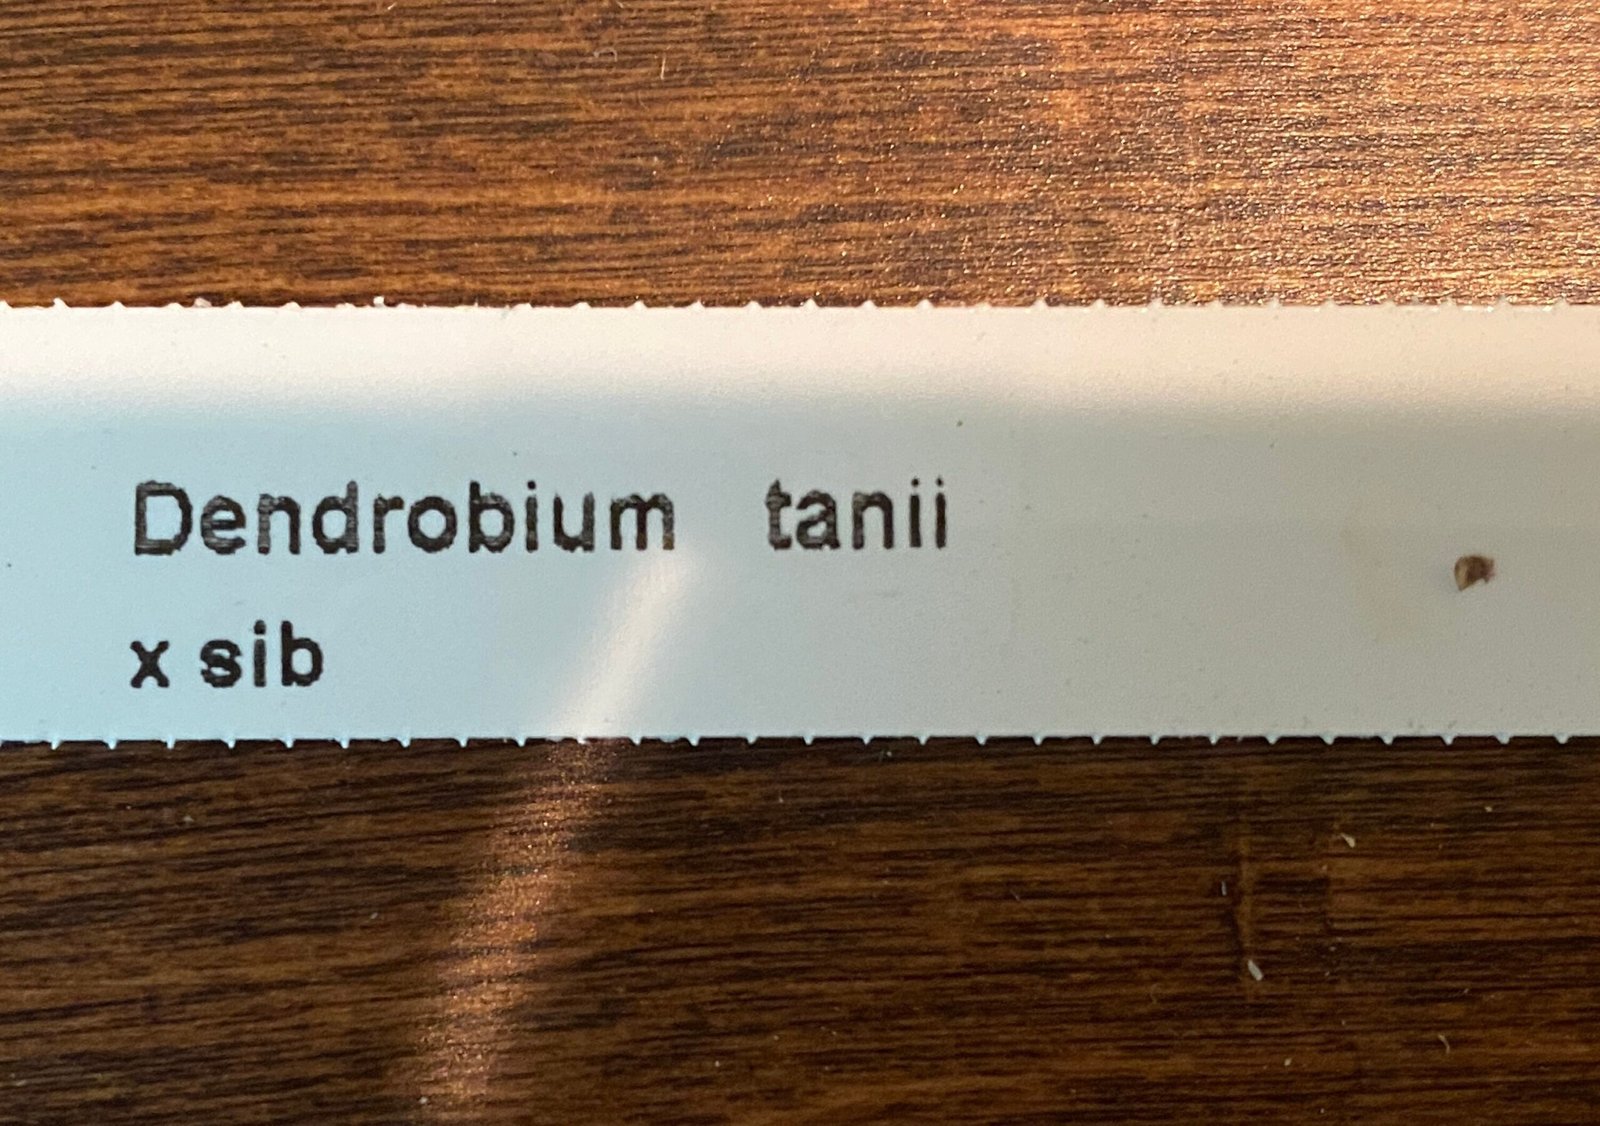 Dendrobium tanii
x sib